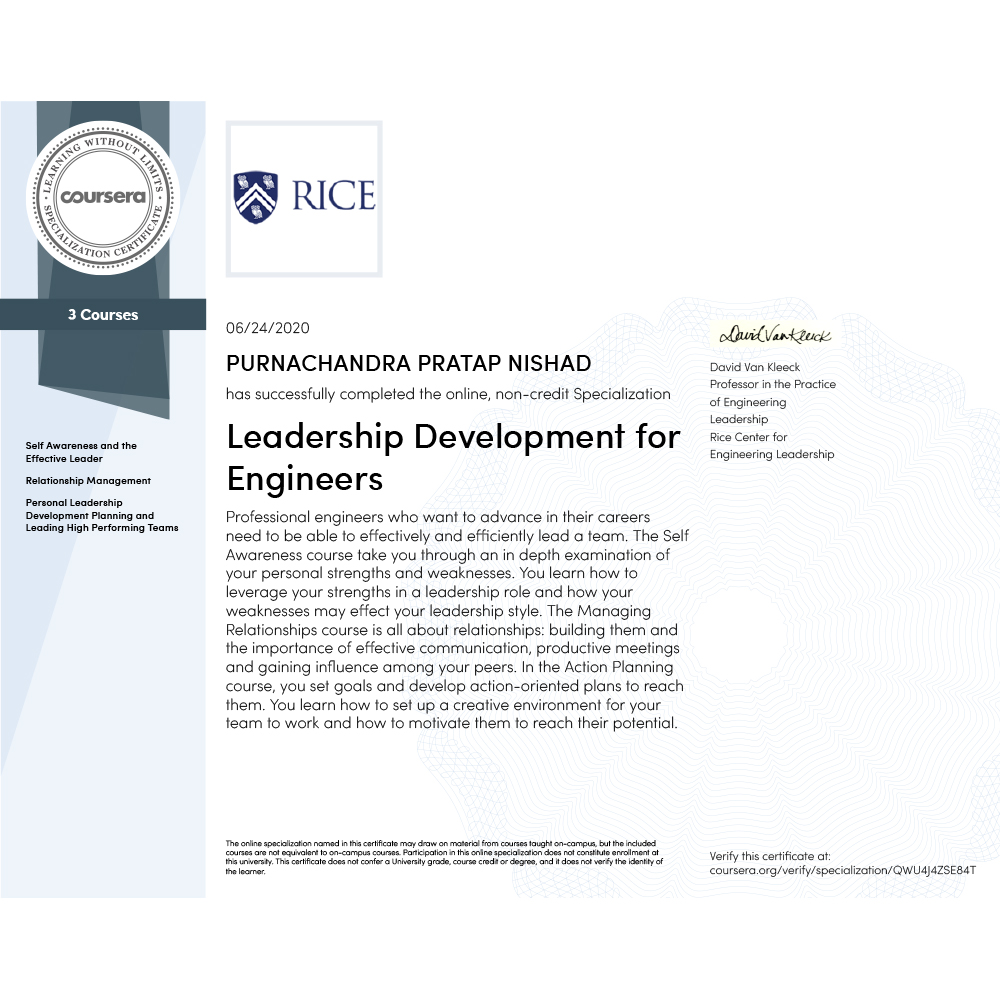 LEARNING WITHOUT LIMITS
coursera
SPECIALIZATION CERTIFICATE
3 Courses
Self Awareness and the
Effective Leader
Relationship Management
Personal Leadership
Development Planning and
Leading High Performing Teams
RICE
06/24/2020
PURNACHANDRA PRATAP NISHAD
has successfully completed the online, non-credit Specialization
Leadership Development for
Engineers
Professional engineers who want to advance in their careers
need to be able to effectively and efficiently lead a team. The Self
Awareness course take you through an in depth examination of
your personal strengths and weaknesses. You learn how to
leverage your strengths in a leadership role and how your
weaknesses may effect your leadership style. The Managing
Relationships course is all about relationships: building them and
the importance of effective communication, productive meetings
and gaining influence among your peers. In the Action Planning
course, you set goals and develop action-oriented plans to reach
them. You learn how to set up a creative environment for your
team to work and how to motivate them to reach their potential.
The online specialization named in this certificate may draw on material from courses taught on-campus, but the included
courses are not equivalent to on-campus courses. Participation in this online specialization does not constitute enrollment at
this university. This certificate does not confer a University grade, course credit or degree, and it does not verify the identity of
the learner.
David Van Kleeck
David Van Kleeck
Professor in the Practice
of Engineering
Leadership
Rice Center for
Engineering Leadership
Verify this certificate at:
coursera.org/verify/specialization/QWU4J4ZSE84T